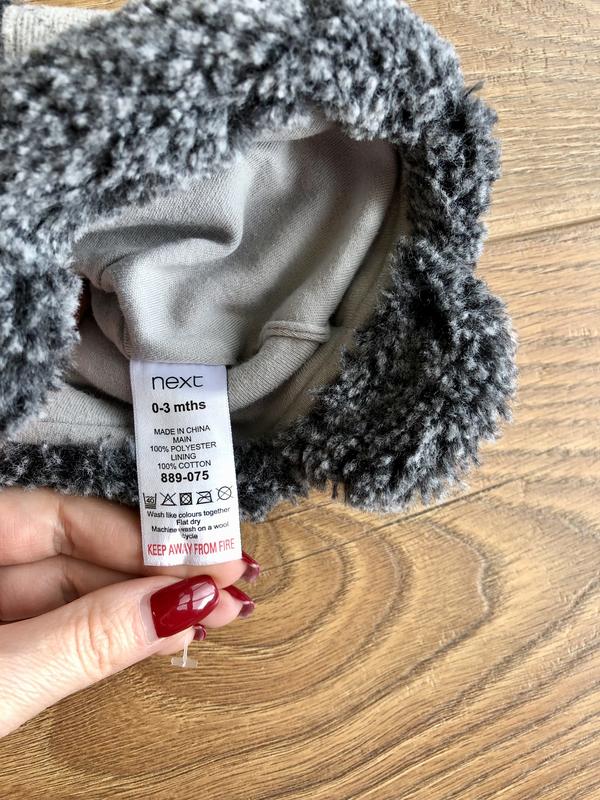 next
0-3 mths
MADE IN CHINA
MAIN
100% POLYESTER
LINING
100% COTTON
889-075
40
Wash like colours together
Flat dry
Machine wash on a wool
cycle
KEEP AWAY FROM FIRE